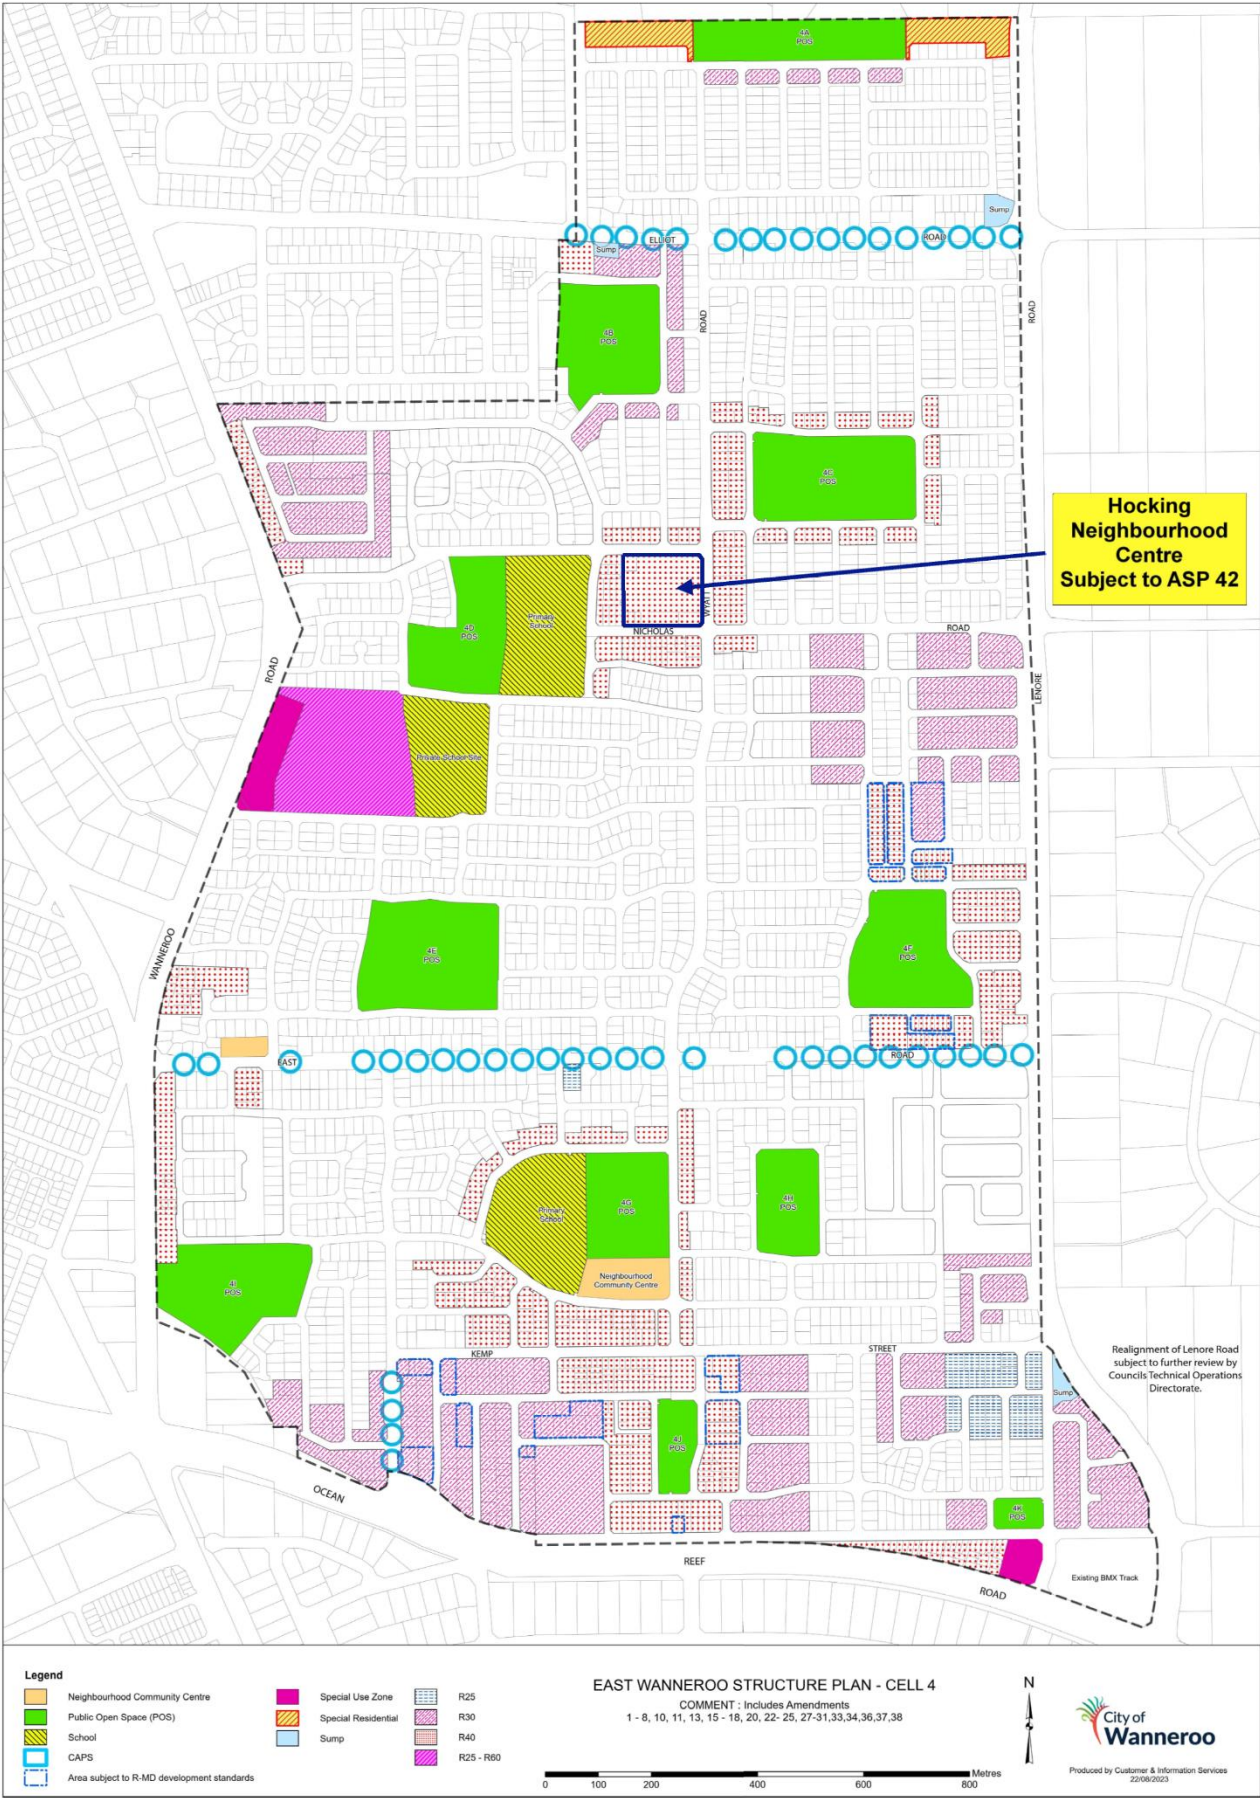 4A
POS
Sump
ELLIOT
ROAD
Sump
4B
POS
ROAD
ROAD
4C
POS
Hocking
Neighbourhood
Centre
Subject to ASP 42
WYATT
NICHOLAS
ROAD
4D
POS
Primary
School
ROAD
LENORE
Private School Site
4E
POS
4F
POS
WANNEROO
EAST
ROAD
Primary
School
4G
POS
4H
POS
Neighbourhood
Community Centre
4I
POS
KEMP
STREET
Realignment of Lenore Road
subject to further review by
Councils Technical Operations
Directorate.
Sump
4J
POS
4K
POS
OCEAN
REEF
ROAD
Existing BMX Track
Legend
Neighbourhood Community Centre
Public Open Space (POS)
School
CAPS
Area subject to R-MD development standards
Special Use Zone
Special Residential
Sump
R25
R30
R40
R25 - R60
EAST WANNEROO STRUCTURE PLAN - CELL 4
COMMENT : Includes Amendments
1 - 8, 10, 11, 13, 15 - 18, 20, 22- 25, 27-31,33,34,36,37,38
Metres
0 100 200 400 600 800
N
City of
Wanneroo
Produced by Customer & Information Services
22/08/2023